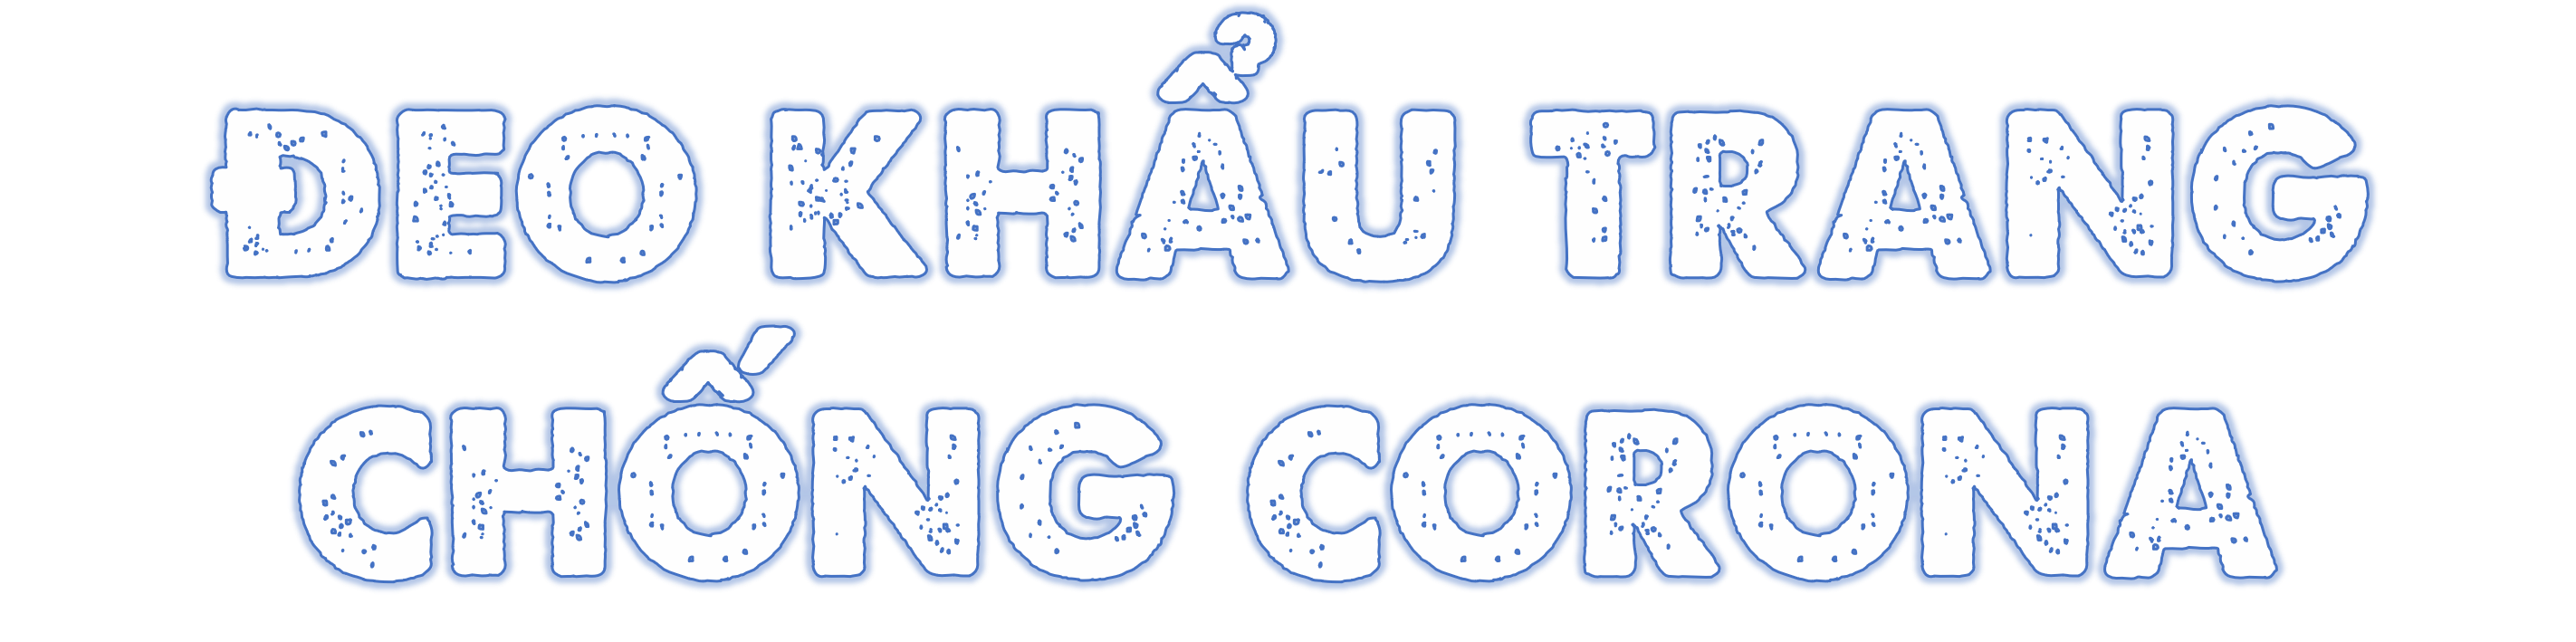 ĐEO KHẨU TRANG
CHỐNG CORONA